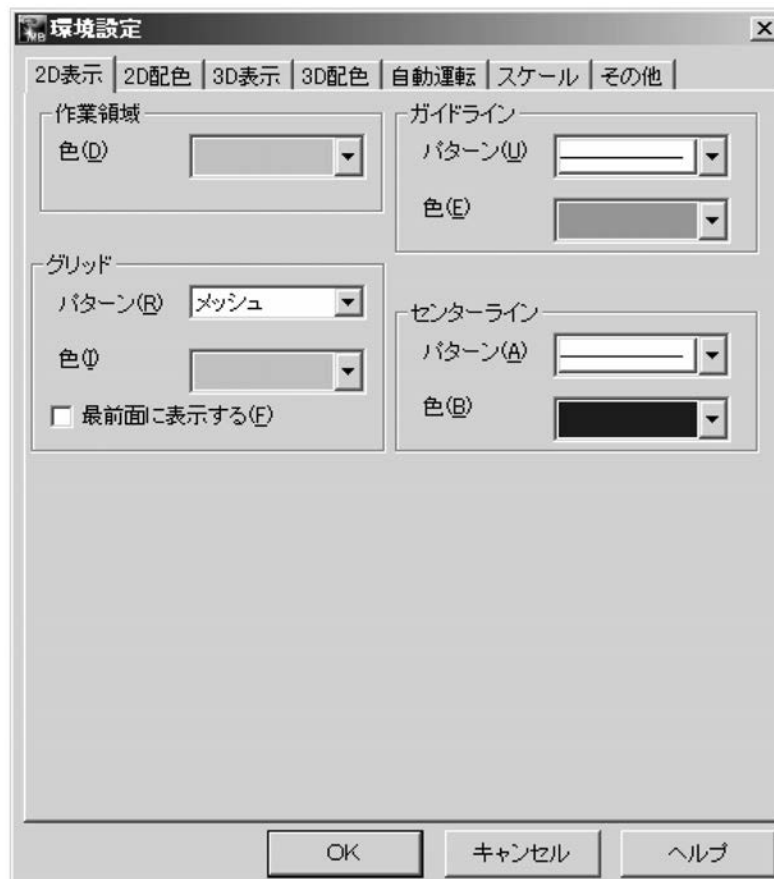 環境設定
2D表示 2D配色 3D表示 3D配色 自動運転 スケール その他
作業領域
色(D)
グリッド
パターン(R) メッシュ
色(I)
最前面に表示する(F)
ガイドライン
パターン(U)
色(E)
センターライン
パターン(A)
色(B)
OK キャンセル ヘルプ